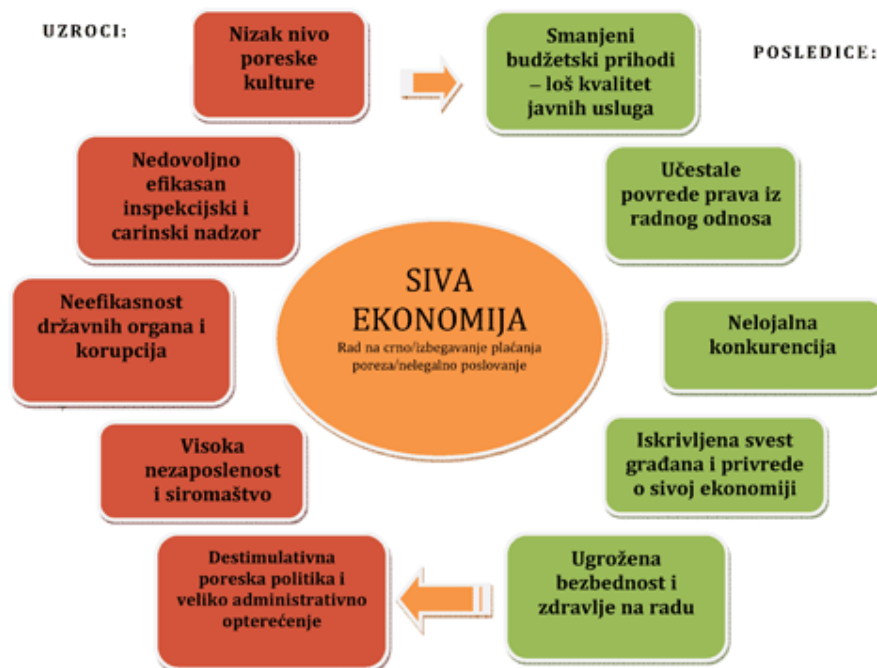 UZROCI:
Nizak nivo
poreske
kulture
Nedovoljno
efikasan
inspekcijski i
carinski nadzor
Neefikasnost
državnih organa i
korupcija
Visoka
nezaposlenost
i siromaštvo
Destimulativna
poreska politika i
veliko administrativno
opterećenje
SIVA
EKONOMIJA
Rad na crno/izbegavanje plaćanja
poreza/nelegalno poslovanje
POSLEDICE:
Smanjeni
budžetski prihodi
– loš kvalitet
javnih usluga
Učestale
povrede prava iz
radnog odnosa
Nelojalna
konkurencija
Iskrivljena svest
građana i privrede
o sivoj ekonomiji
Ugrožena
bezbednost i
zdravlje na radu